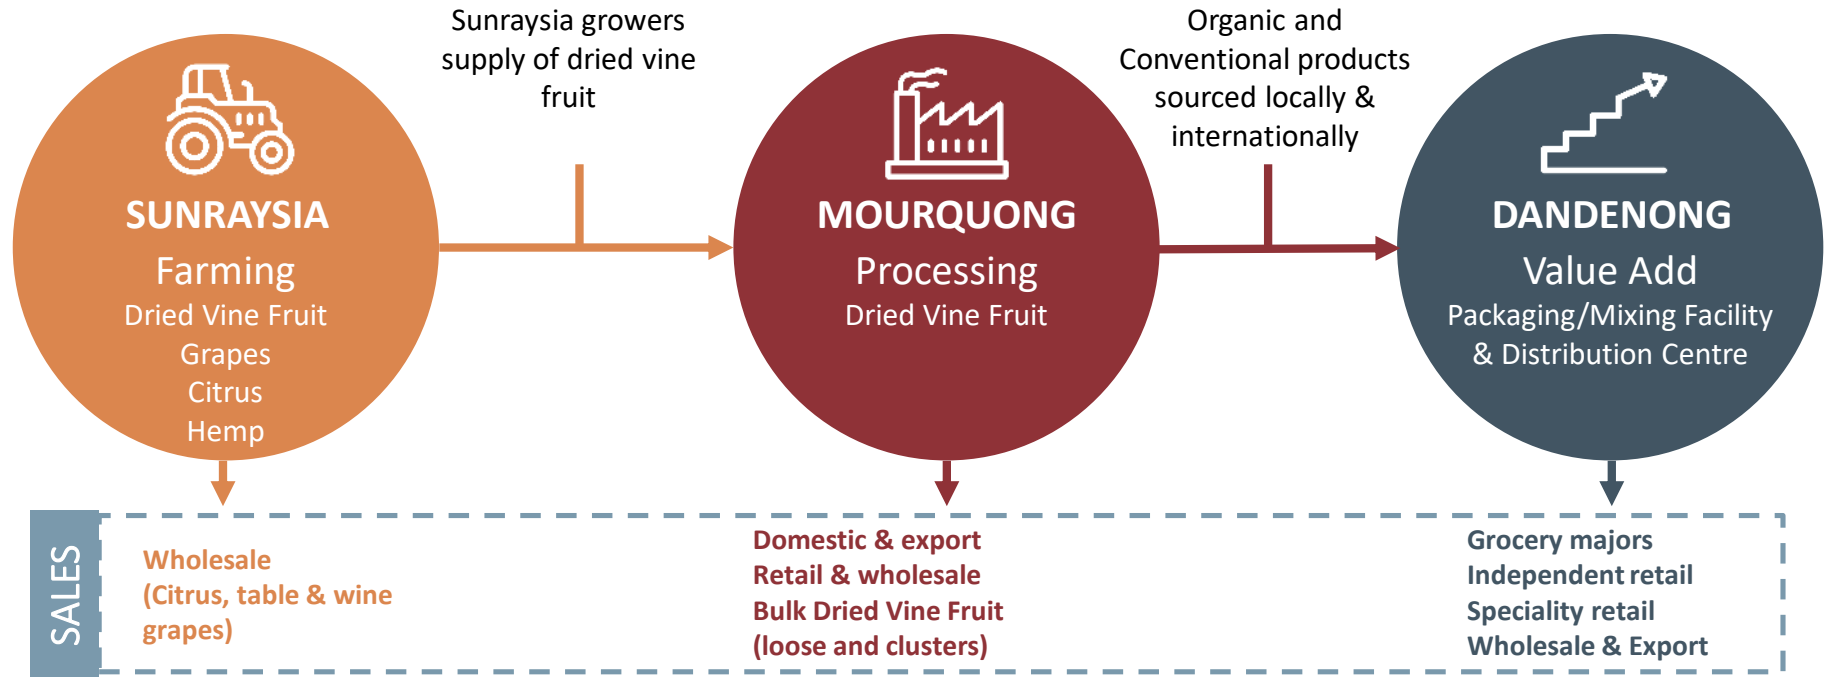 Sunraysia growers
supply of dried vine
fruit
Organic and
Conventional products
sourced locally &
internationally
SUNRAYSIA
Farming
Dried Vine Fruit
Grapes
Citrus
Hemp
MOURQUONG
Processing
Dried Vine Fruit
DANDENONG
Value Add
Packaging/Mixing Facility
& Distribution Centre
SALES
Wholesale
(Citrus, table & wine
grapes)
Domestic & export
Retail & wholesale
Bulk Dried Vine Fruit
(loose and clusters)
Grocery majors
Independent retail
Speciality retail
Wholesale & Export